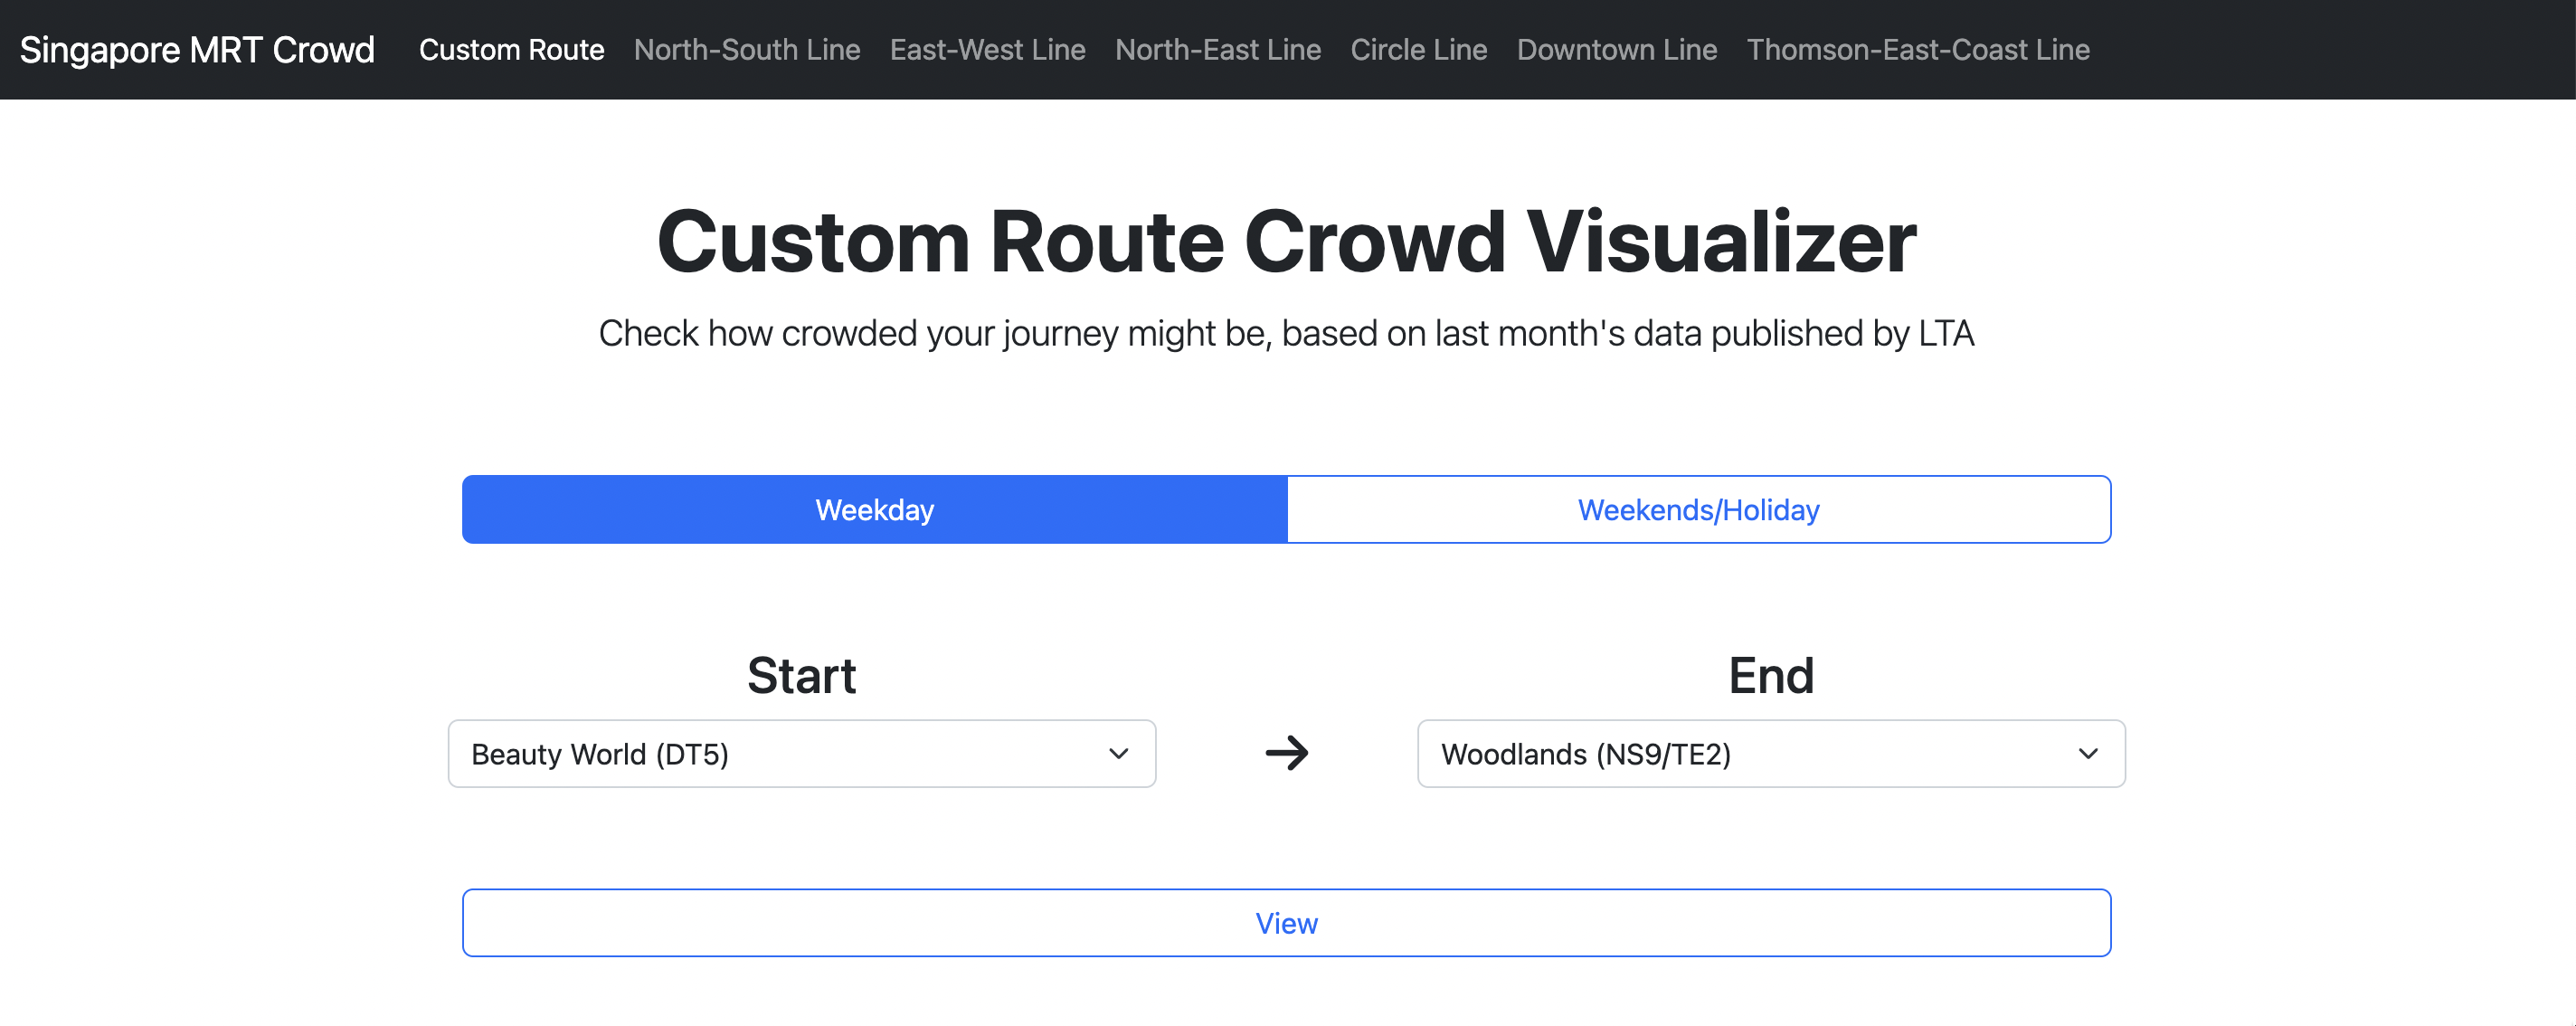 Singapore MRT Crowd Custom Route North-South Line East-West Line North-East Line Circle Line Downtown Line Thomson-East-Coast Line
Custom Route Crowd Visualizer
Check how crowded your journey might be, based on last month's data published by LTA
Weekday Weekends/Holiday
Start End
Beauty World (DT5) → Woodlands (NS9/TE2)
View